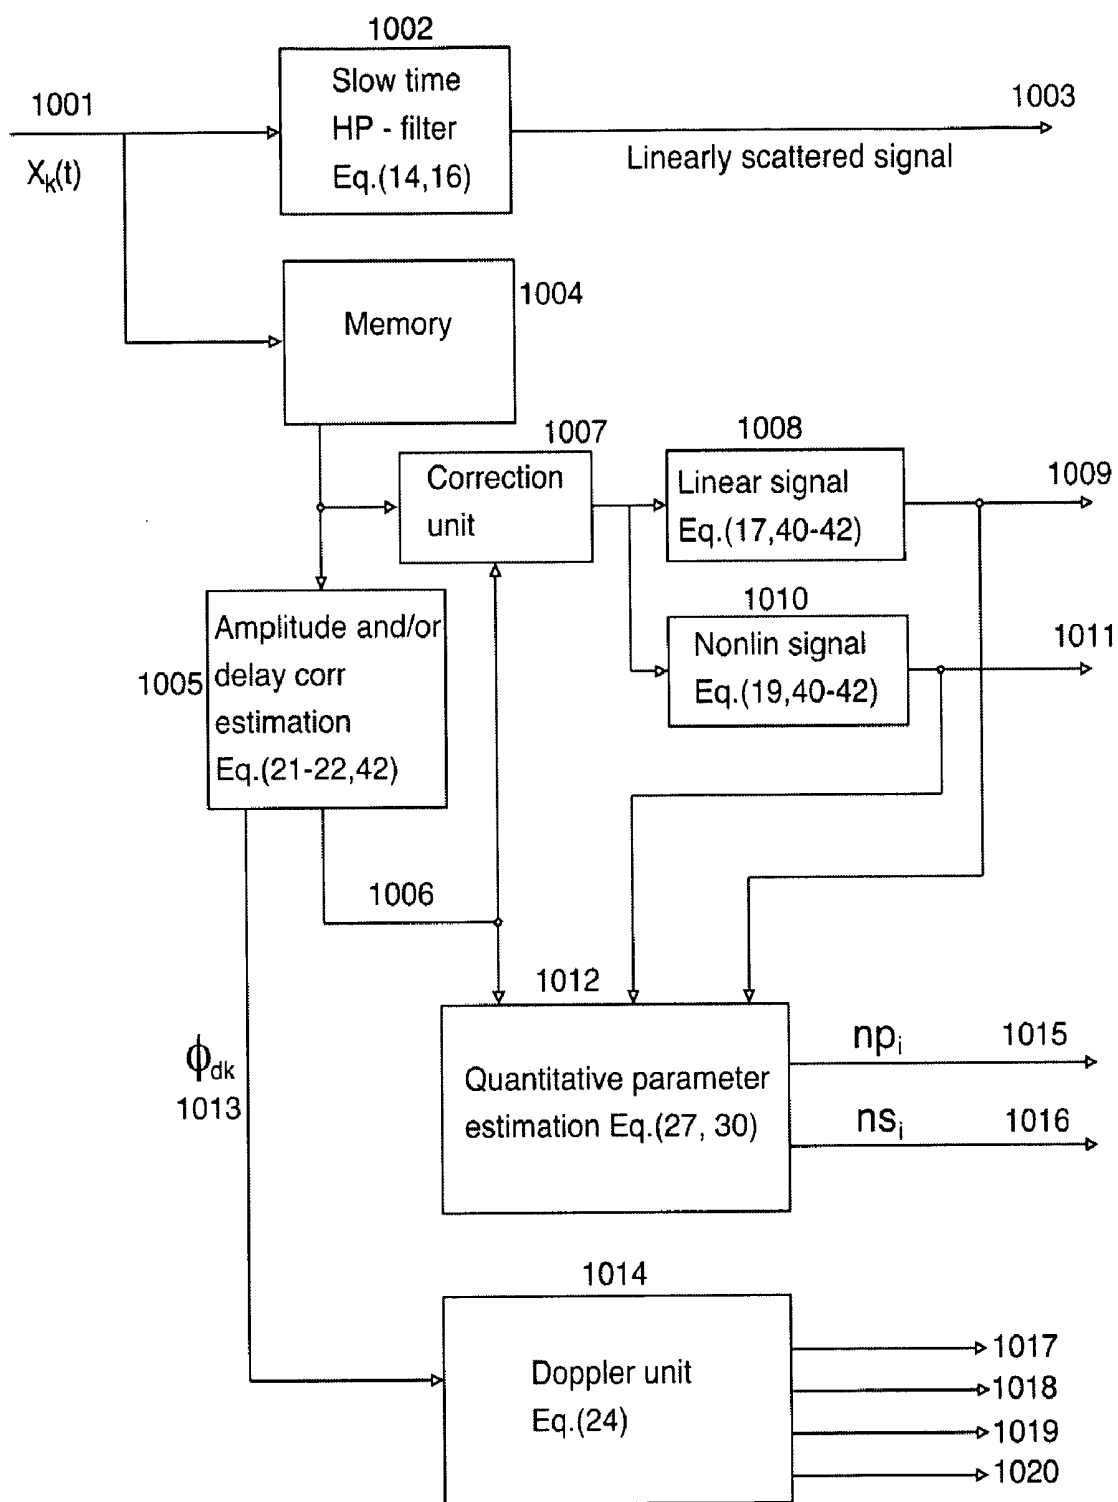 1002
Slow time
HP - filter
Eq.(14,16)
1001
Xk(t)
1003
Linearly scattered signal
1004
Memory
1007
Correction
unit
1008
Linear signal
Eq.(17,40-42)
1009
1010
Nonlin signal
Eq.(19,40-42)
1011
1005
Amplitude and/or
delay corr
estimation
Eq.(21-22,42)
1006
1012
Quantitative parameter
estimation Eq.(27, 30)
npi
1015
nsi
1016
ϕdk
1013
1014
Doppler unit
Eq.(24)
1017
1018
1019
1020